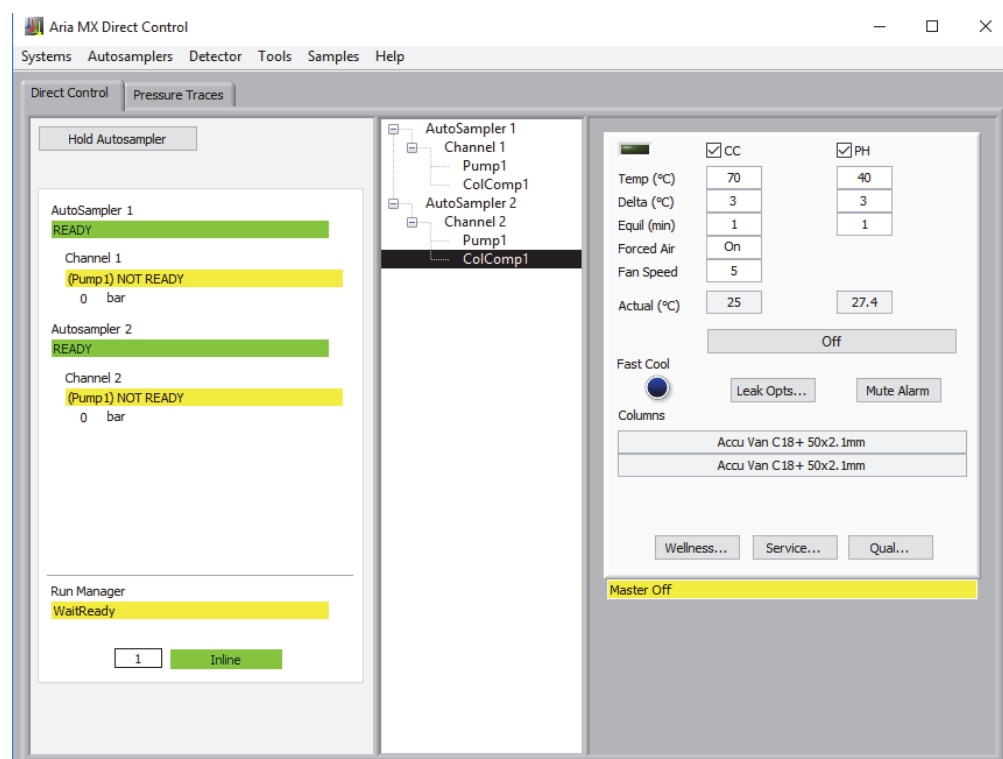 Aria MX Direct Control
Systems Autosamplers Detector Tools Samples Help
Direct Control Pressure Traces
Hold Autosampler
AutoSampler 1
READY
Channel 1
(Pump1) NOT READY
0 bar
Autosampler 2
READY
Channel 2
(Pump1) NOT READY
0 bar
Run Manager
WaitReady
1 Inline
AutoSampler 1
Channel 1
Pump1
ColComp1
AutoSampler 2
Channel 2
Pump1
ColComp1
CC PH
Temp (°C) 70 40
Delta (°C) 3 3
Equil (min) 1 1
Forced Air On
Fan Speed 5
Actual (°C) 25 27.4
Off
Fast Cool
Leak Opts... Mute Alarm
Columns
Accu Van C18+ 50x2.1mm
Accu Van C18+ 50x2.1mm
Wellness... Service... Qual...
Master Off